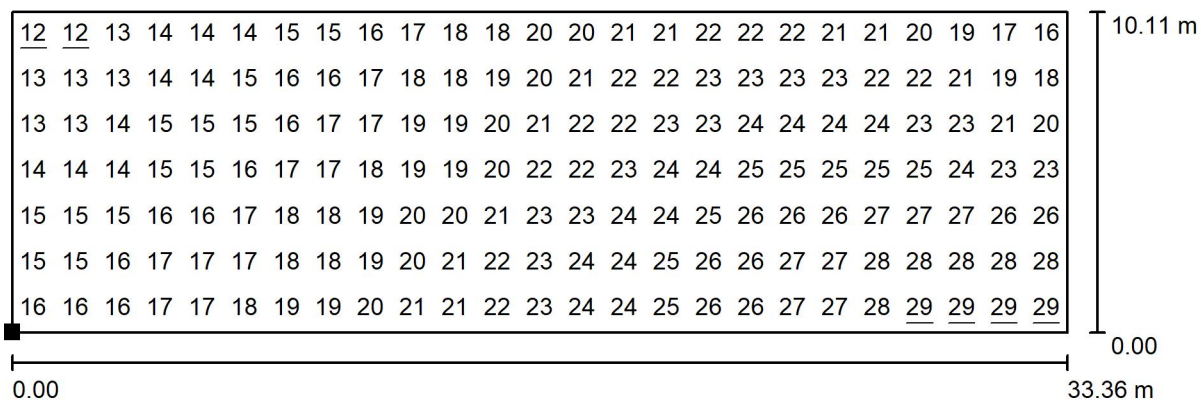 12 12 13 14 14 14 15 15 16 17 18 18 20 20 21 21 22 22 22 21 21 20 19 17 16
10.11 m
13 13 13 14 14 15 16 16 17 18 18 19 20 21 22 22 23 23 23 23 22 22 21 19 18
13 13 14 15 15 15 16 17 17 19 19 20 21 22 22 23 23 24 24 24 24 23 23 21 20
14 14 14 15 15 16 17 17 18 19 19 20 22 22 23 24 24 25 25 25 25 25 24 23 23
15 15 15 16 16 17 18 18 19 20 20 21 23 23 24 24 25 26 26 26 27 27 27 26 26
15 15 16 17 17 17 18 18 19 20 21 22 23 24 24 25 26 26 27 27 28 28 28 28 28
16 16 16 17 17 18 19 19 20 21 21 22 23 24 24 25 26 26 27 27 28 29 29 29 29
0.00
0.00 33.36 m